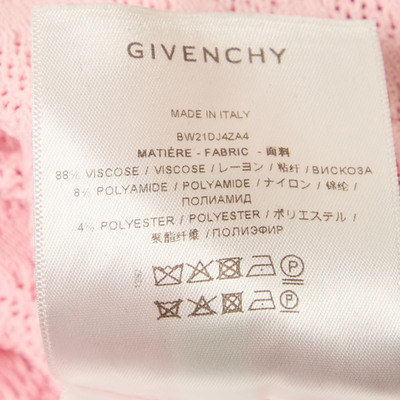 GIVENCHY
MADE IN ITALY
BW21DJ4ZA4
MATIÈRE - FABRIC - 面料
88% VISCOSE / VISCOSE / レーヨン / 粘纤 / ВИСКОЗА
8% POLYAMIDE / POLYAMIDE / ナイロン / 锦纶 /
ПОЛИАМИД
4% POLYESTER / POLYESTER / ポリエステル /
聚酯纤维 / ПОЛИЭФИР
P
P